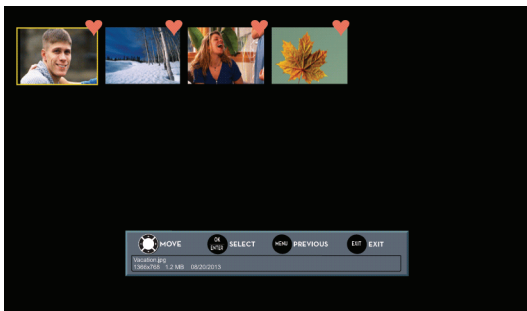 MOVE
OK
ENTER
SELECT
MENU
PREVIOUS
EXIT
EXIT
Vacation.jpg
1366x768 1.2 MB 08/20/2013